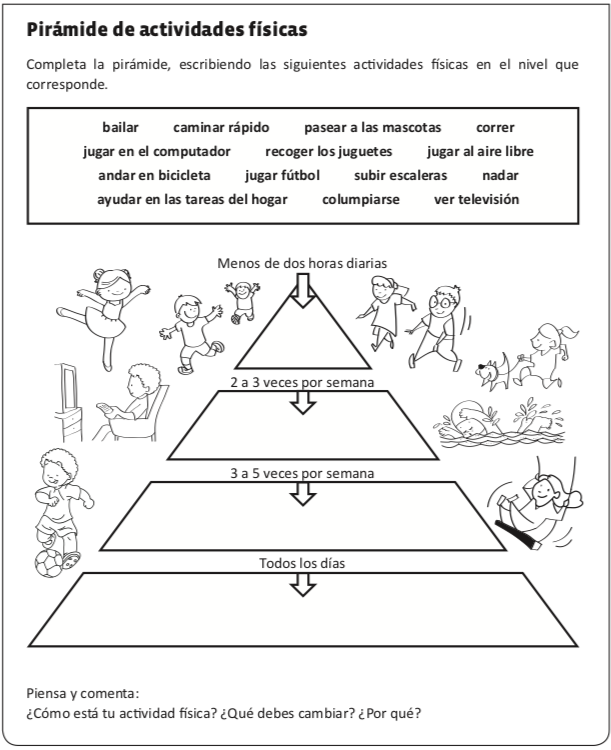 Pirámide de actividades físicas
Completa la pirámide, escribiendo las siguientes actividades físicas en el nivel que
corresponde.
bailar caminar rápido pasear a las mascotas correr
jugar en el computador recoger los juguetes jugar al aire libre
andar en bicicleta jugar fútbol subir escaleras nadar
ayudar en las tareas del hogar columpiarse ver televisión
Menos de dos horas diarias
2 a 3 veces por semana
3 a 5 veces por semana
Todos los días
Piensa y comenta:
¿Cómo está tu actividad física? ¿Qué debes cambiar? ¿Por qué?